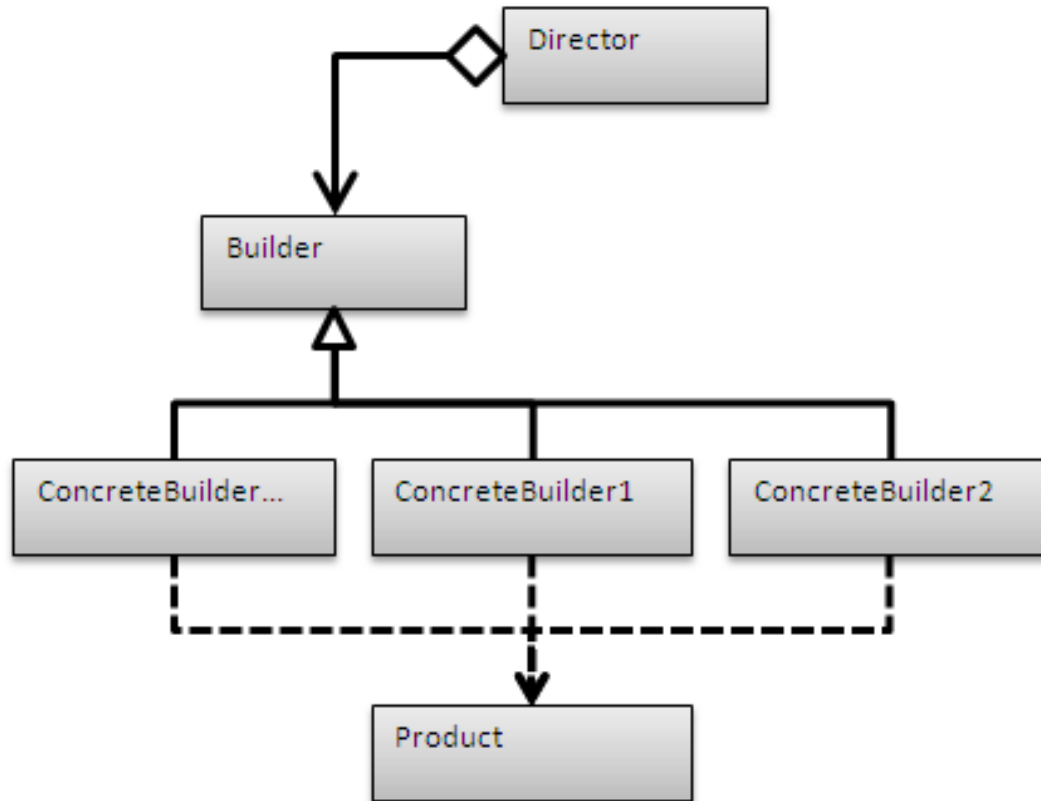 Director
Builder
ConcreteBuilder...
ConcreteBuilder1
ConcreteBuilder2
Product